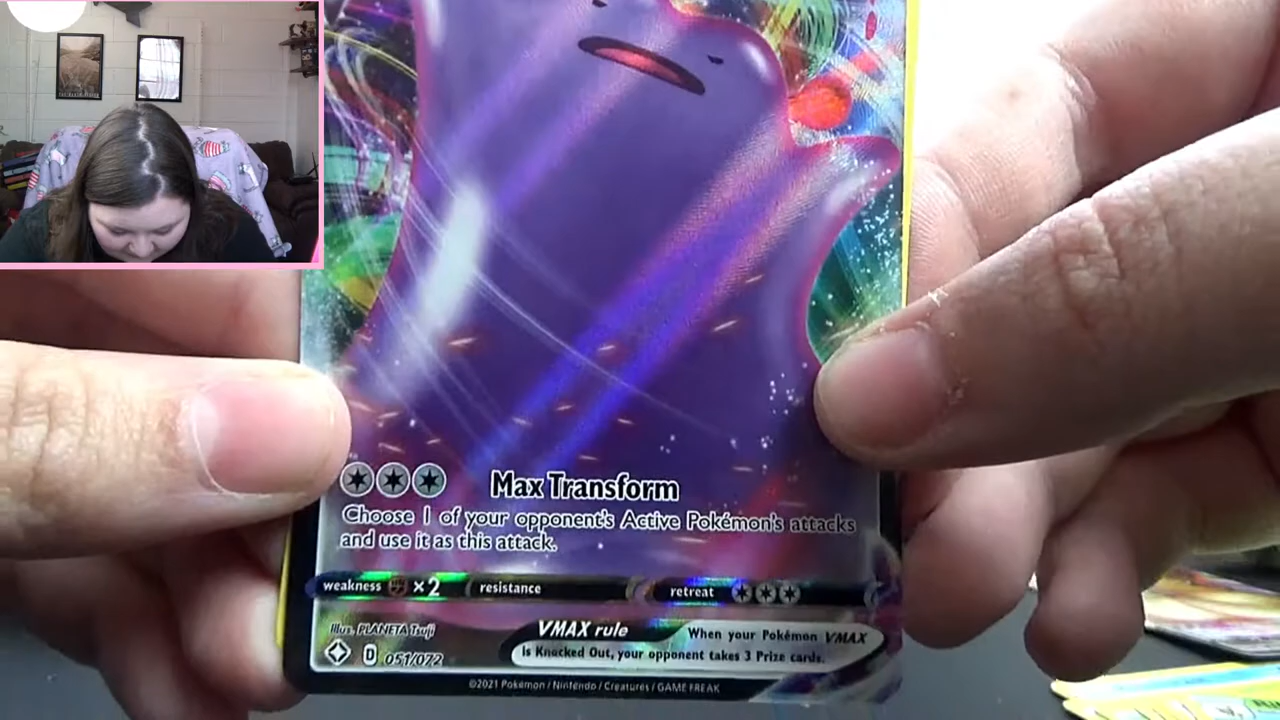 Max Transform
Choose 1 of your opponent's Active Pokémon's attacks
and use it as this attack.
weakness ×2 resistance retreat
Illus. PLANETA Tsuji
D 051/072
VMAX rule When your Pokémon VMAX
is Knocked Out, your opponent takes 3 Prize cards.
©2021 Pokémon / Nintendo / Creatures / GAME FREAK